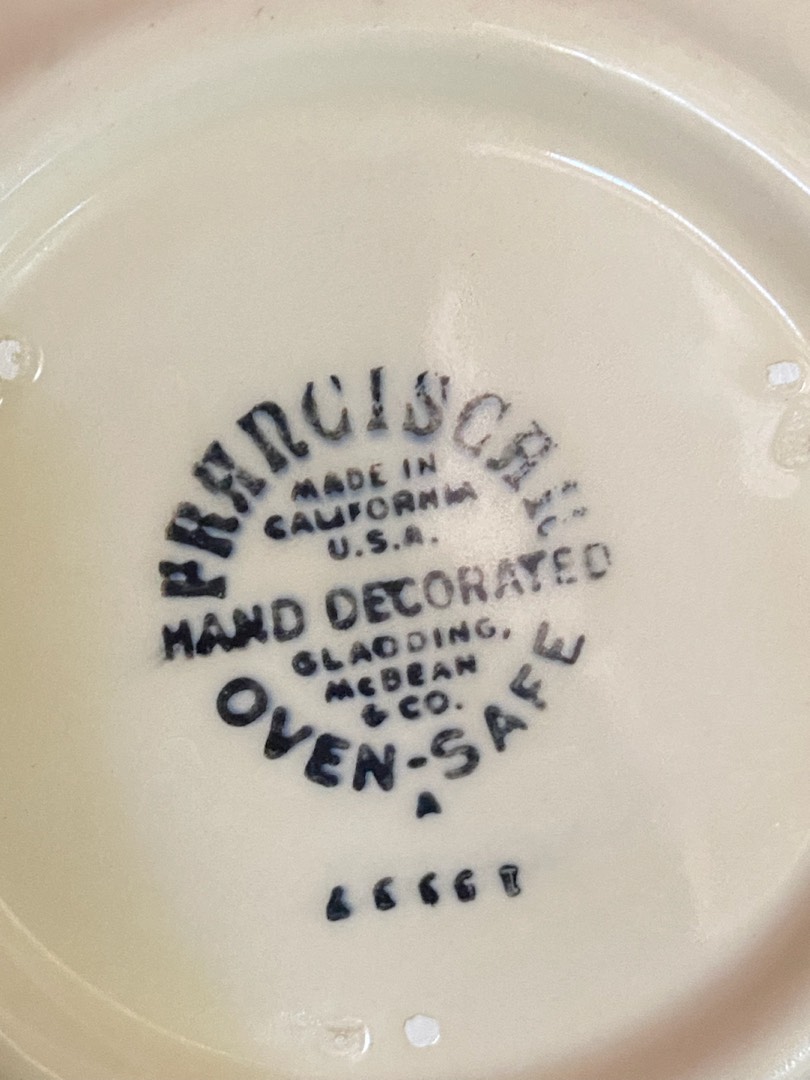 FRANCISCAN
MADE IN
CALIFORNIA
U.S.A.
HAND DECORATED
GLADDING,
McBEAN
& CO.
OVEN-SAFE
A